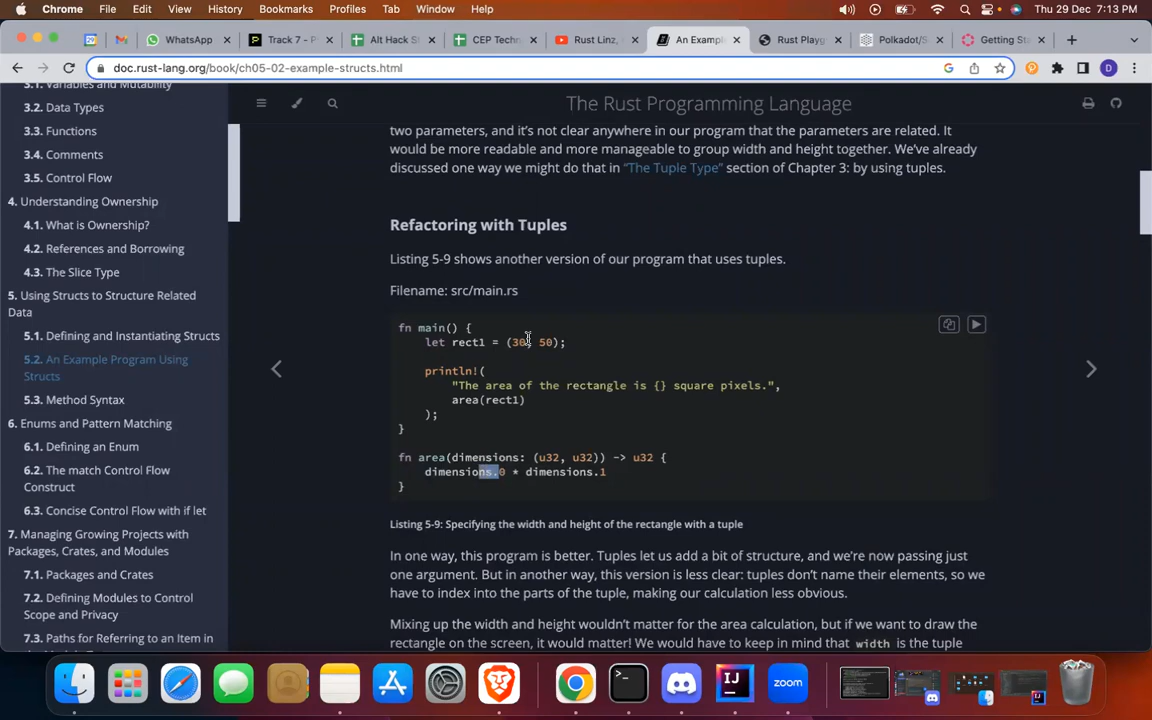 Chrome File Edit View History Bookmarks Profiles Tab Window Help Thu 29 Dec 7:13 PM
WhatsApp Track 7 - P Alt Hack S CEP Techn Rust Linz, An Exampl Rust Playg Polkadot/S Getting Sta
doc.rust-lang.org/book/ch05-02-example-structs.html
D
3.1. Variables and Mutability
3.2. Data Types
3.3. Functions
3.4. Comments
3.5. Control Flow
4. Understanding Ownership
4.1. What is Ownership?
4.2. References and Borrowing
4.3. The Slice Type
5. Using Structs to Structure Related
Data
5.1. Defining and Instantiating Structs
5.2. An Example Program Using
Structs
5.3. Method Syntax
6. Enums and Pattern Matching
6.1. Defining an Enum
6.2. The match Control Flow
Construct
6.3. Concise Control Flow with if let
7. Managing Growing Projects with
Packages, Crates, and Modules
7.1. Packages and Crates
7.2. Defining Modules to Control
Scope and Privacy
7.3. Paths for Referring to an Item in
The Rust Programming Language
two parameters, and it's not clear anywhere in our program that the parameters are related. It
would be more readable and more manageable to group width and height together. We've already
discussed one way we might do that in "The Tuple Type" section of Chapter 3: by using tuples.
Refactoring with Tuples
Listing 5-9 shows another version of our program that uses tuples.
Filename: src/main.rs
fn main() {
let rect1 = (30, 50);
println!(
"The area of the rectangle is {} square pixels.",
area(rect1)
);
}
fn area(dimensions: (u32, u32)) -> u32 {
dimensions.0 * dimensions.1
}
Listing 5-9: Specifying the width and height of the rectangle with a tuple
In one way, this program is better. Tuples let us add a bit of structure, and we're now passing just
one argument. But in another way, this version is less clear: tuples don't name their elements, so we
have to index into the parts of the tuple, making our calculation less obvious.
Mixing up the width and height wouldn't matter for the area calculation, but if we want to draw the
rectangle on the screen, it would matter! We would have to keep in mind that width is the tuple
zoom